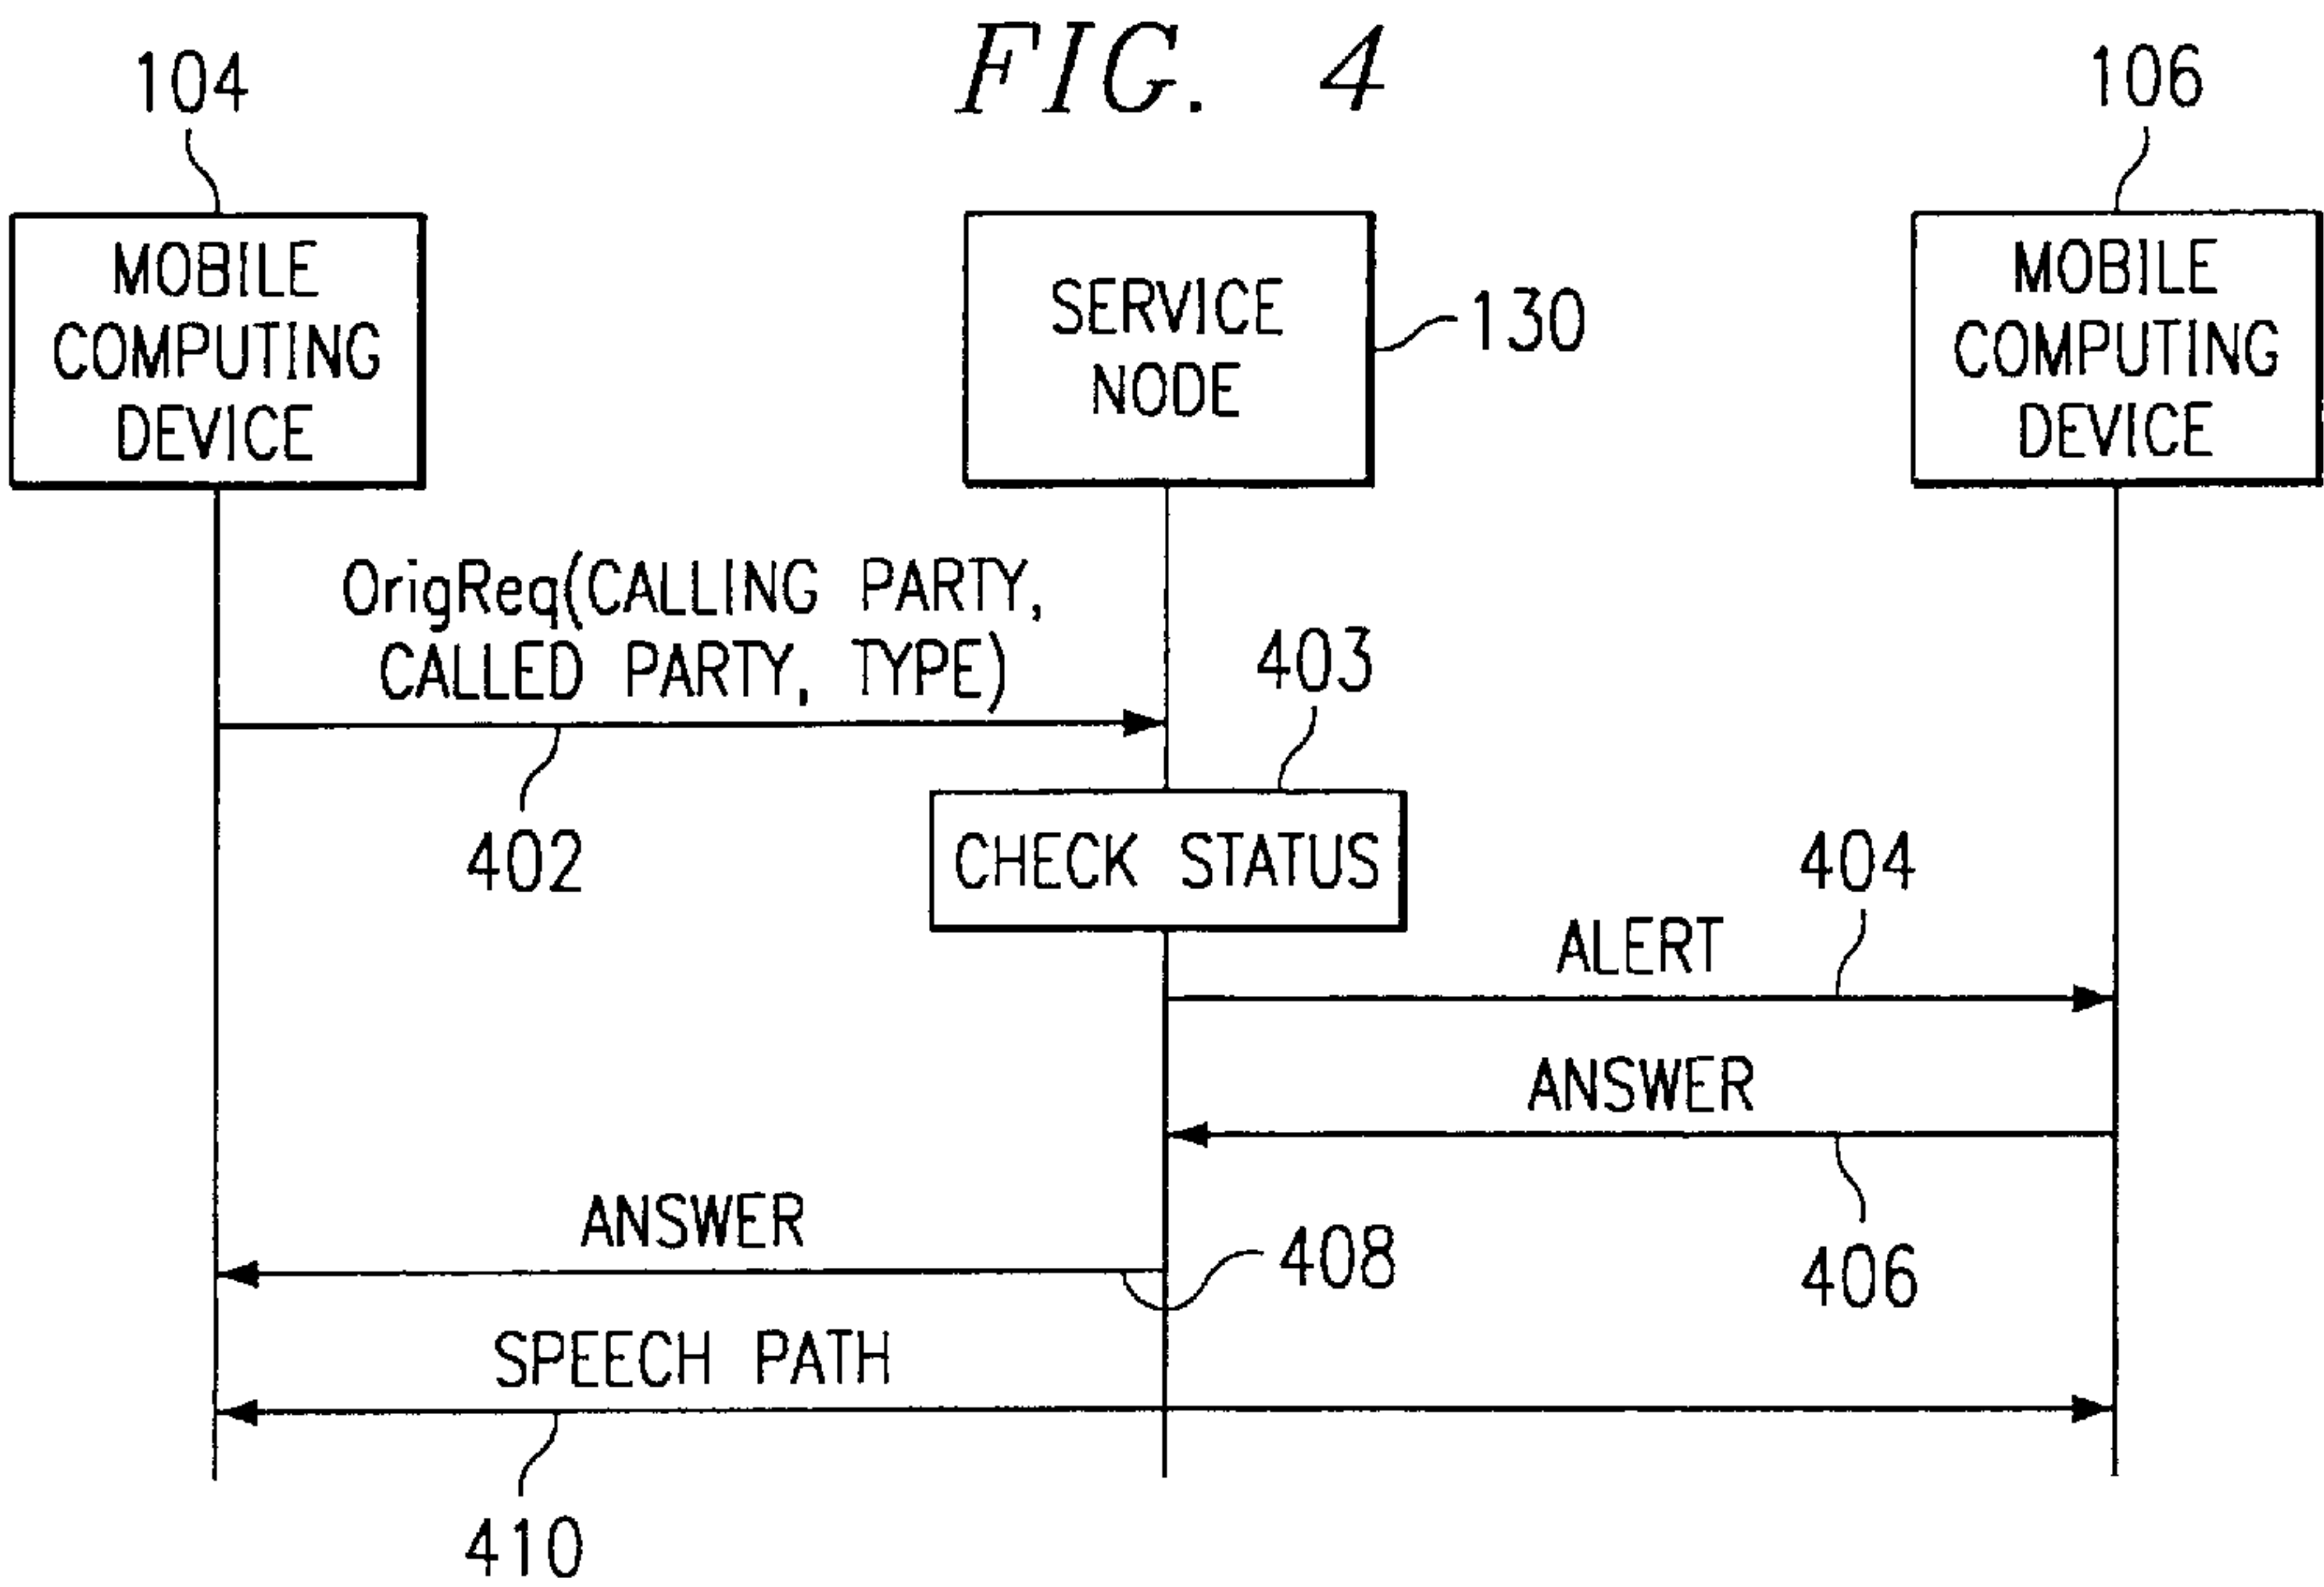 FIG. 4
104
106
MOBILE
COMPUTING
DEVICE
SERVICE
NODE
130
MOBILE
COMPUTING
DEVICE
OrigReq(CALLING PARTY,
CALLED PARTY, TYPE)
402
403
CHECK STATUS
404
ALERT
ANSWER
406
ANSWER
408
SPEECH PATH
410